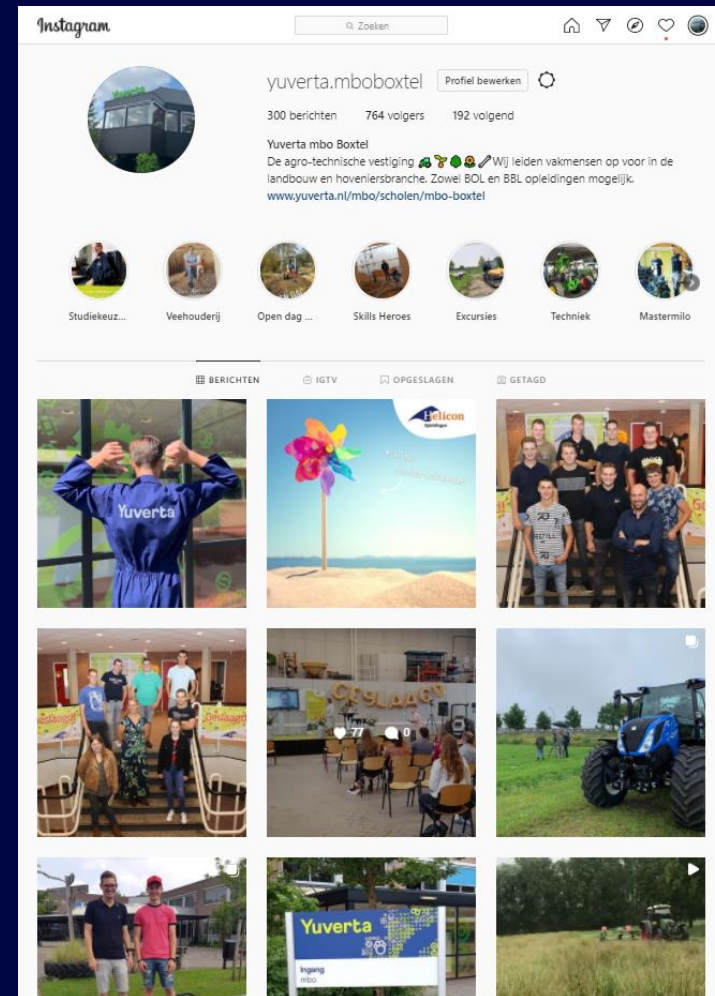 Instagram
Zoeken
yuverta.mboboxtel Profiel bewerken
300 berichten 764 volgers 192 volgend
Yuverta mbo Boxtel
De agro-technische vestiging 🚜🌱🌳🌻📏Wij leiden vakmensen op voor in de
landbouw en hoveniersbranche. Zowel BOL en BBL opleidingen mogelijk.
www.yuverta.nl/mbo/scholen/mbo-boxtel
Studiekeuz... Veehouderij Open dag ... Skills Heroes Excursies Techniek Mastermilo
BERICHTEN IGTV OPGESLAGEN GETAGD
Yuverta
Helicon
Opleidingen
GESLAAGD
77 0
Geslaagd!
Yuverta
Ingang
mbo